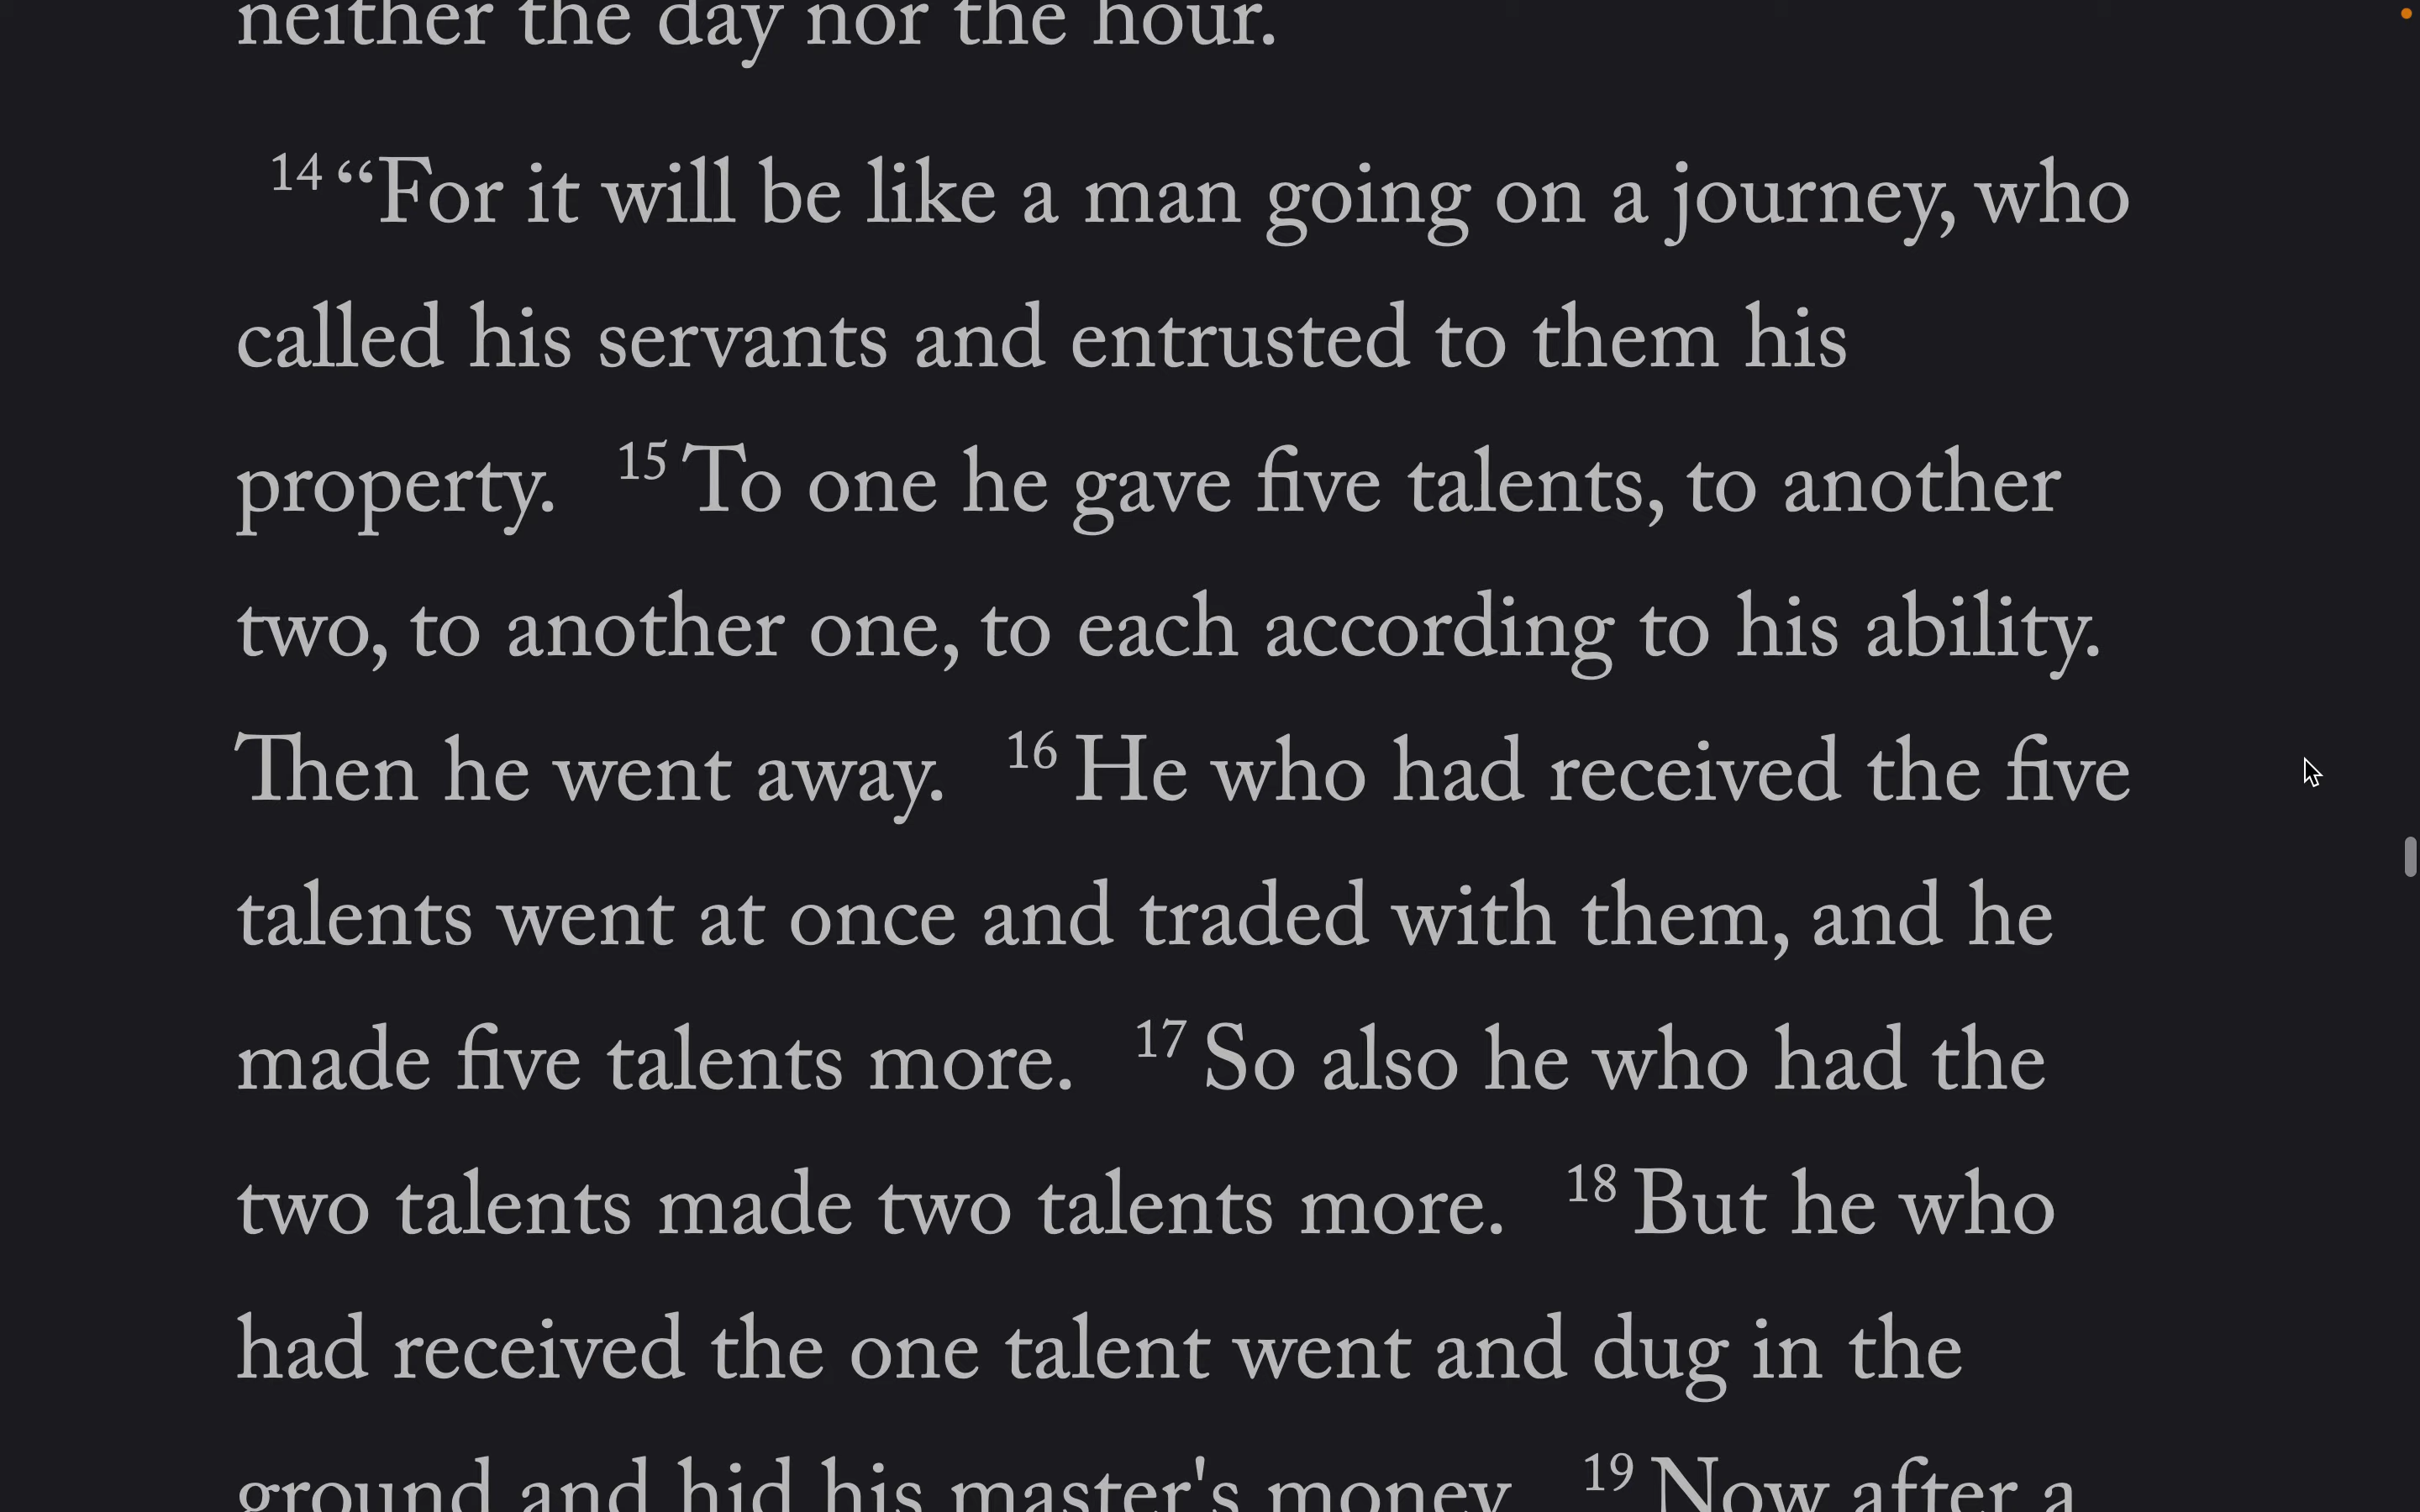 neither the day nor the hour.
14 “For it will be like a man going on a journey, who
called his servants and entrusted to them his
property. 15 To one he gave five talents, to another
two, to another one, to each according to his ability.
Then he went away. 16 He who had received the five
talents went at once and traded with them, and he
made five talents more. 17 So also he who had the
two talents made two talents more. 18 But he who
had received the one talent went and dug in the
ground and hid his master's money. 19 Now after a